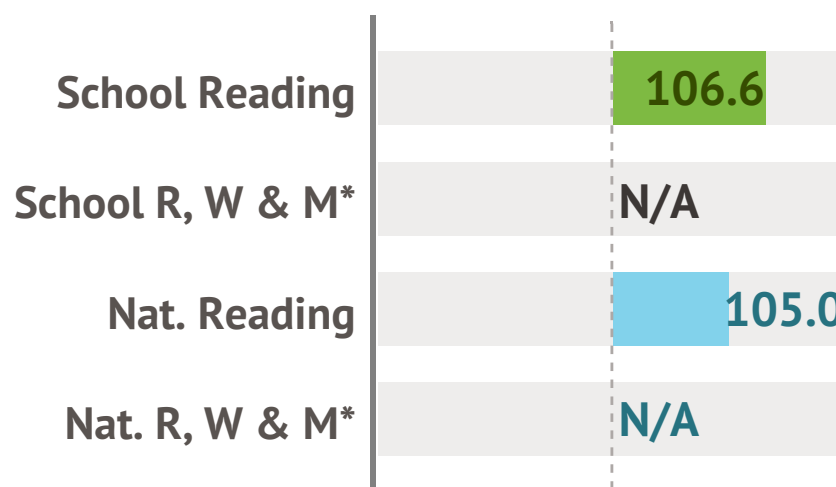 School Reading 106.6
School R, W & M* N/A
Nat. Reading 105.0
Nat. R, W & M* N/A